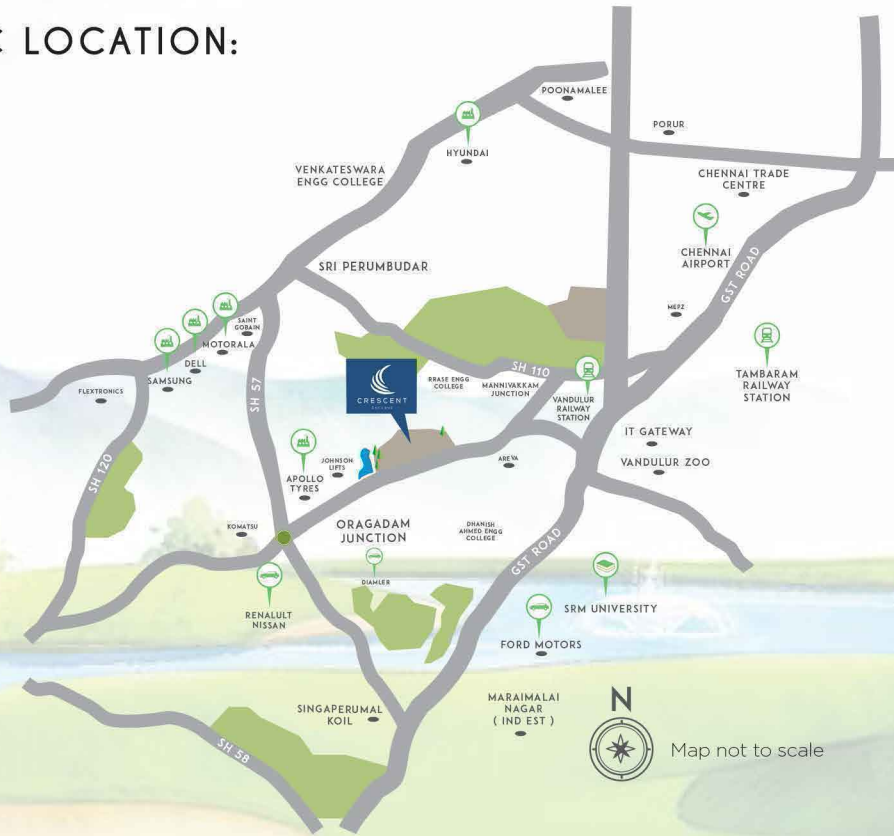 LOCATION:
POONAMALEE
PORUR
HYUNDAI
VENKATESWARA
ENGG COLLEGE
CHENNAI TRADE
CENTRE
CHENNAI
AIRPORT
GST ROAD
SRI PERUMBUDAR
MEPZ
SAINT
GOBAIN
MOTORALA
DELL
SAMSUNG
FLEXTRONICS
SH 57
SH 110
CRESCENT
RRASE ENGG
COLLEGE
MANNIVAKKAM
JUNCTION
VANDULUR
RAILWAY
STATION
TAMBARAM
RAILWAY
STATION
IT GATEWAY
VANDULUR ZOO
SH 120
JOHNSON
LIFTS
APOLLO
TYRES
AREVA
KOMATSU
ORAGADAM
JUNCTION
DHANISH
AHMED ENGG
COLLEGE
GST ROAD
DIAMLER
RENALULT
NISSAN
SRM UNIVERSITY
FORD MOTORS
SINGAPERUMAL
KOIL
MARAIMALAI
NAGAR
( IND EST )
SH 58
N
Map not to scale